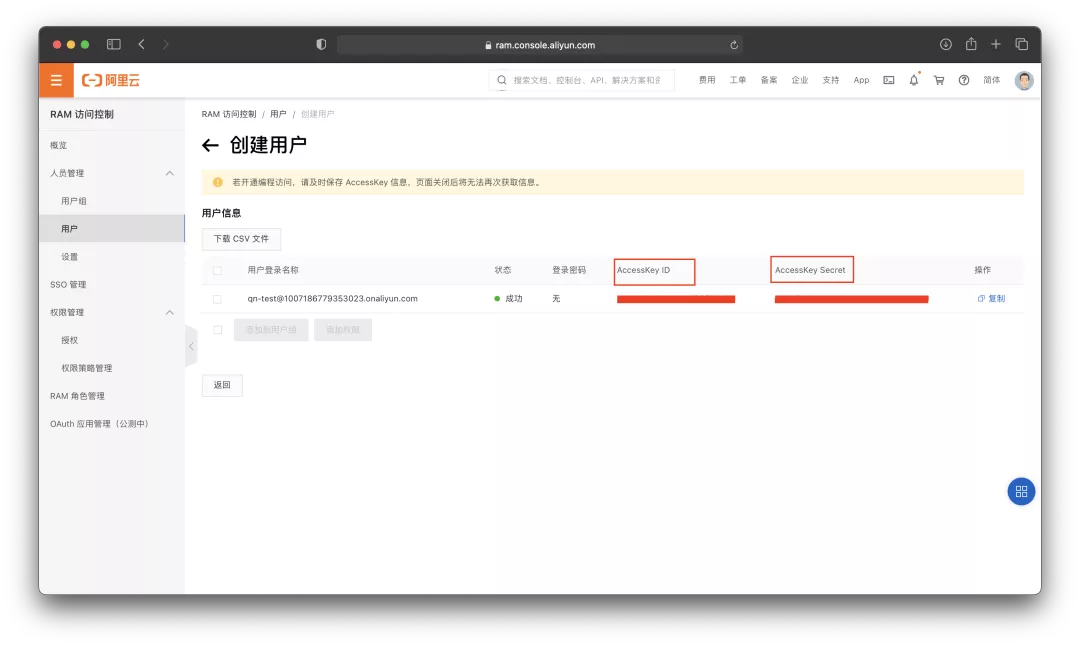 ram.console.aliyun.com
阿里云
搜索文档、控制台、API、解决方案和资
费用 工单 备案 企业 支持 App 简体
RAM 访问控制
概览
人员管理
用户组
用户
设置
SSO 管理
权限管理
授权
权限策略管理
RAM 角色管理
OAuth 应用管理（公测中）
RAM 访问控制 / 用户 / 创建用户
← 创建用户
若开通编程访问，请及时保存 AccessKey 信息，页面关闭后将无法再次获取信息。
用户信息
下载 CSV 文件
用户登录名称 状态 登录密码 AccessKey ID AccessKey Secret 操作
qn-test@1007186779353023.onaliyun.com 成功 无 复制
添加到用户组 添加权限
返回